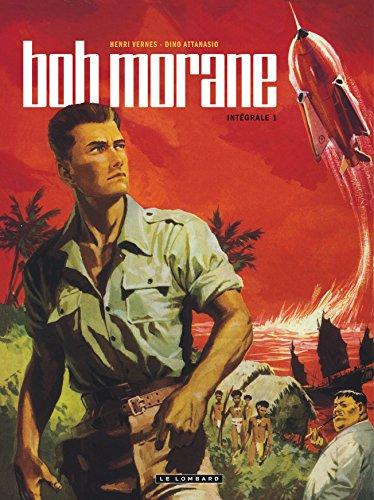 HENRI VERNES - DINO ATTANASIO
bob morane
INTÉGRALE 1
LE LOMBARD